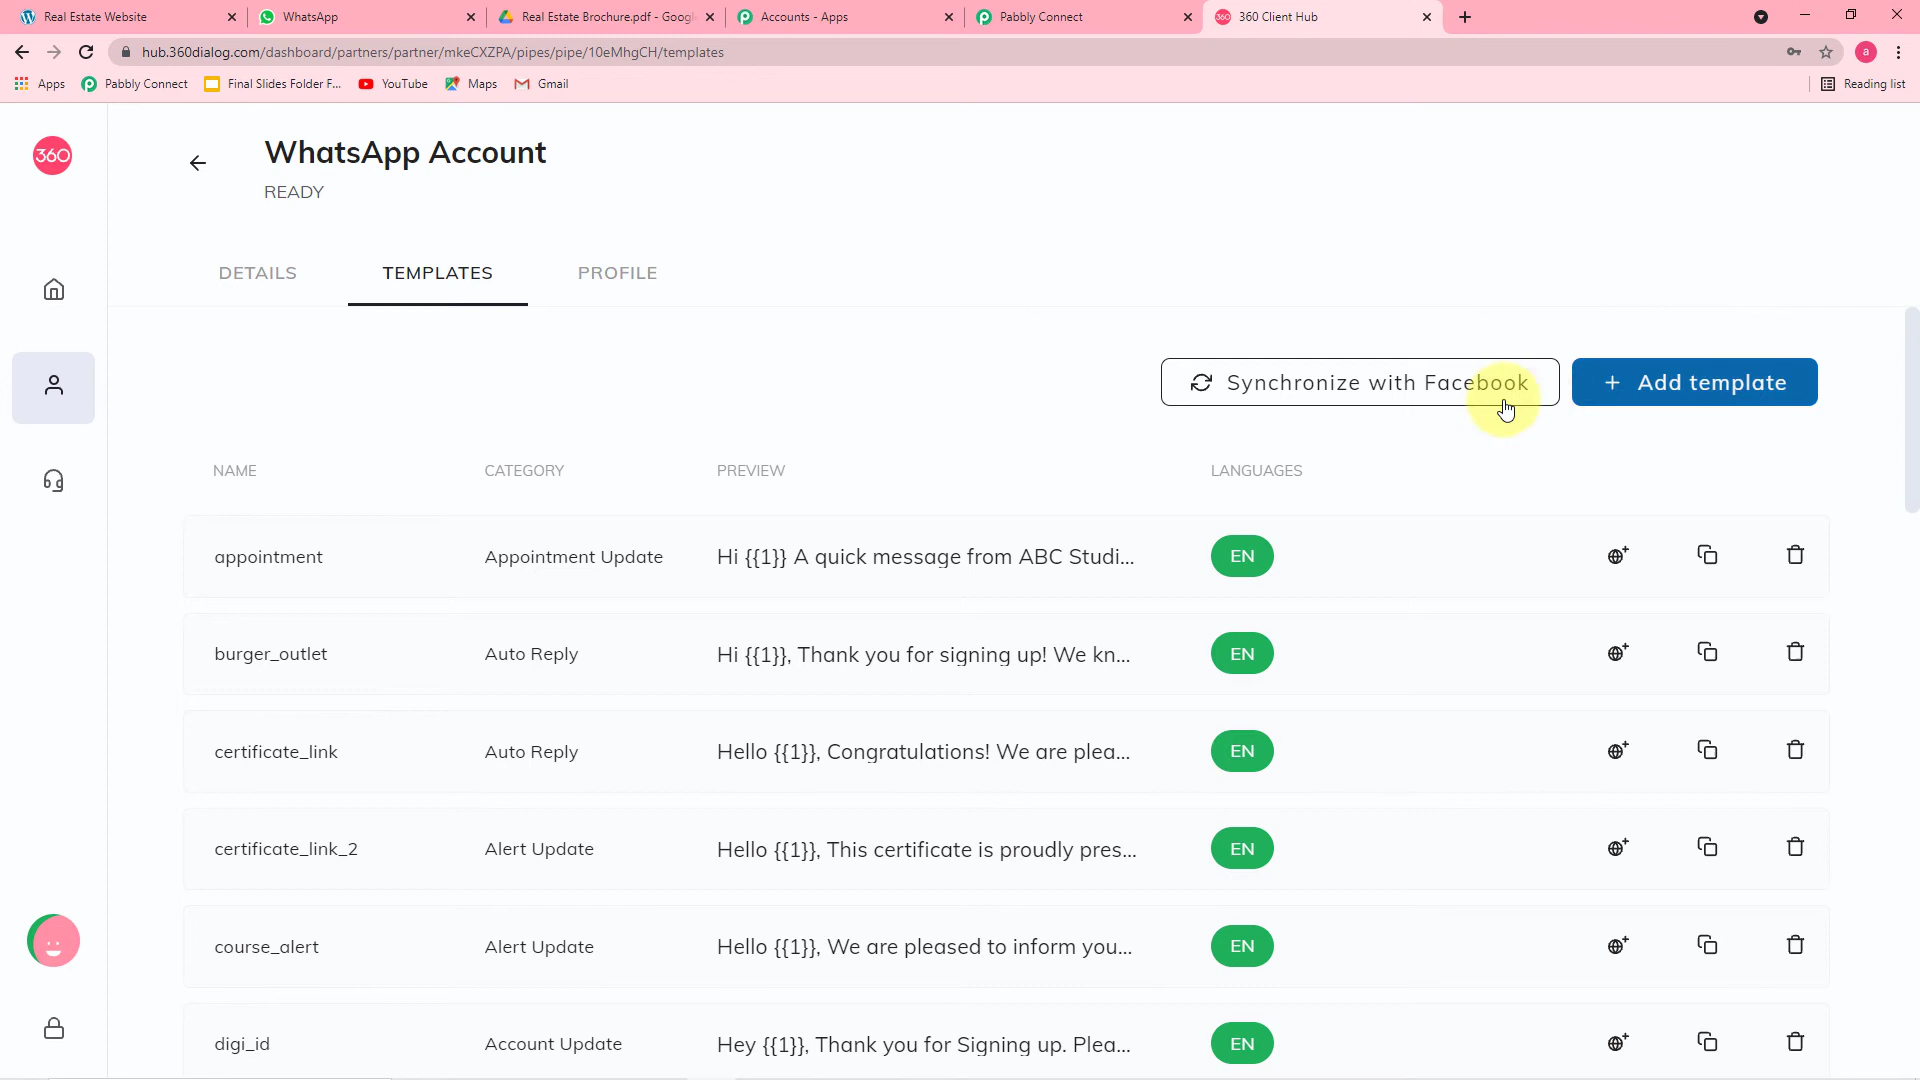 Real Estate Website
WhatsApp
Real Estate Brochure.pdf - Googl
Accounts - Apps
Pabbly Connect
360
360 Client Hub
hub.360dialog.com/dashboard/partners/partner/mkeCXZPA/pipes/pipe/10eMhgCH/templates
a
Apps
Pabbly Connect
Final Slides Folder F...
YouTube
Maps
Gmail
Reading list
360
WhatsApp Account
READY
DETAILS
TEMPLATES
PROFILE
Synchronize with Facebook
+ Add template
NAME
CATEGORY
PREVIEW
LANGUAGES
appointment
Appointment Update
Hi {{1}} A quick message from ABC Studi...
EN
burger_outlet
Auto Reply
Hi {{1}}, Thank you for signing up! We kn...
EN
certificate_link
Auto Reply
Hello {{1}}, Congratulations! We are plea...
EN
certificate_link_2
Alert Update
Hello {{1}}, This certificate is proudly pres...
EN
course_alert
Alert Update
Hello {{1}}, We are pleased to inform you...
EN
digi_id
Account Update
Hey {{1}}, Thank you for Signing up. Plea...
EN